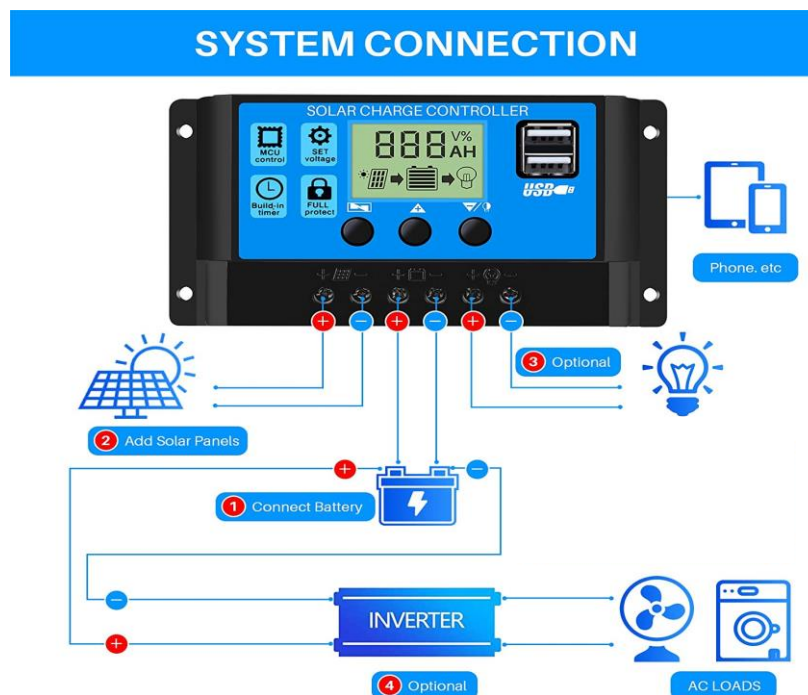 SYSTEM CONNECTION
SOLAR CHARGE CONTROLLER
MCU
control
SET
voltage
Build-in
timer
FULL
protect
888 V%
AH
USB
Phone. etc
+ -
+ -
+ -
+ − + − + −
3 Optional
2 Add Solar Panels
+ −
1 Connect Battery
−
+
INVERTER
4 Optional
AC LOADS